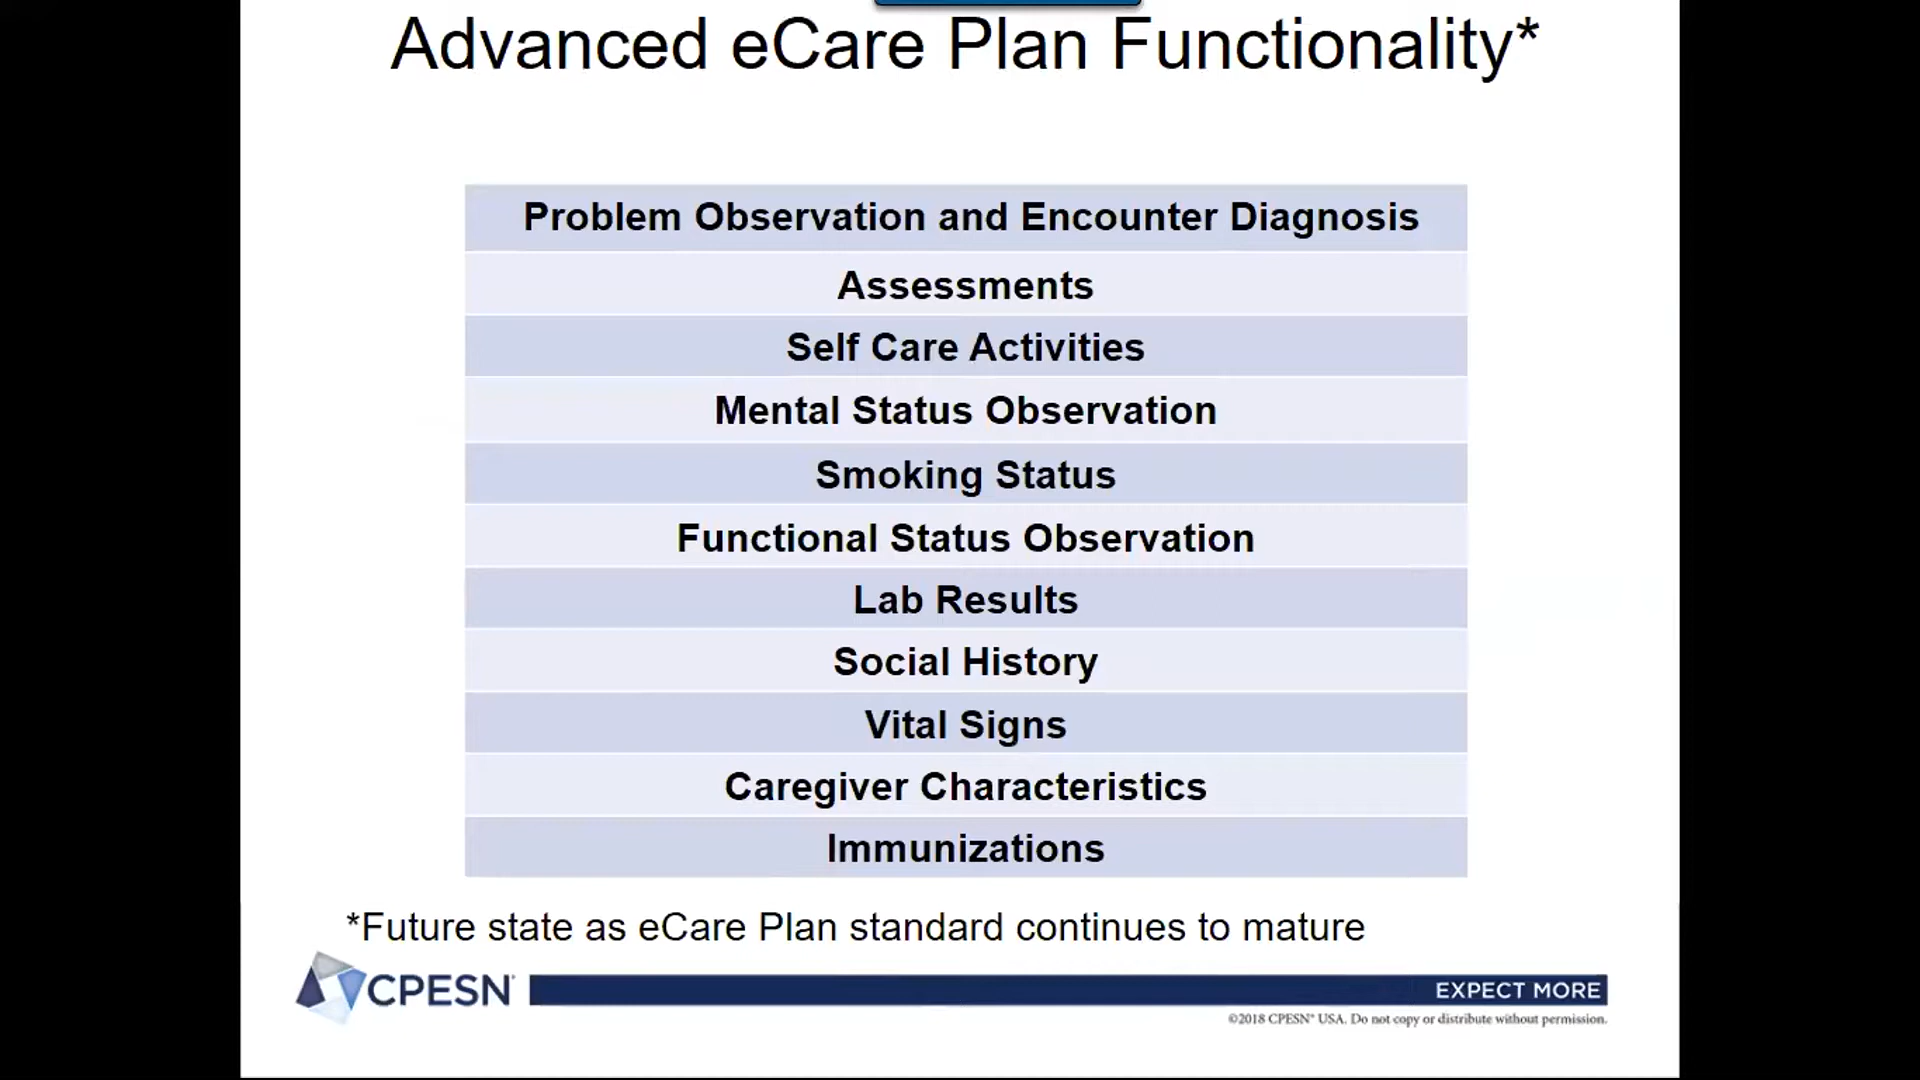 Advanced eCare Plan Functionality*
Problem Observation and Encounter Diagnosis
Assessments
Self Care Activities
Mental Status Observation
Smoking Status
Functional Status Observation
Lab Results
Social History
Vital Signs
Caregiver Characteristics
Immunizations
*Future state as eCare Plan standard continues to mature
CPESN®
EXPECT MORE
©2018 CPESN® USA. Do not copy or distribute without permission.